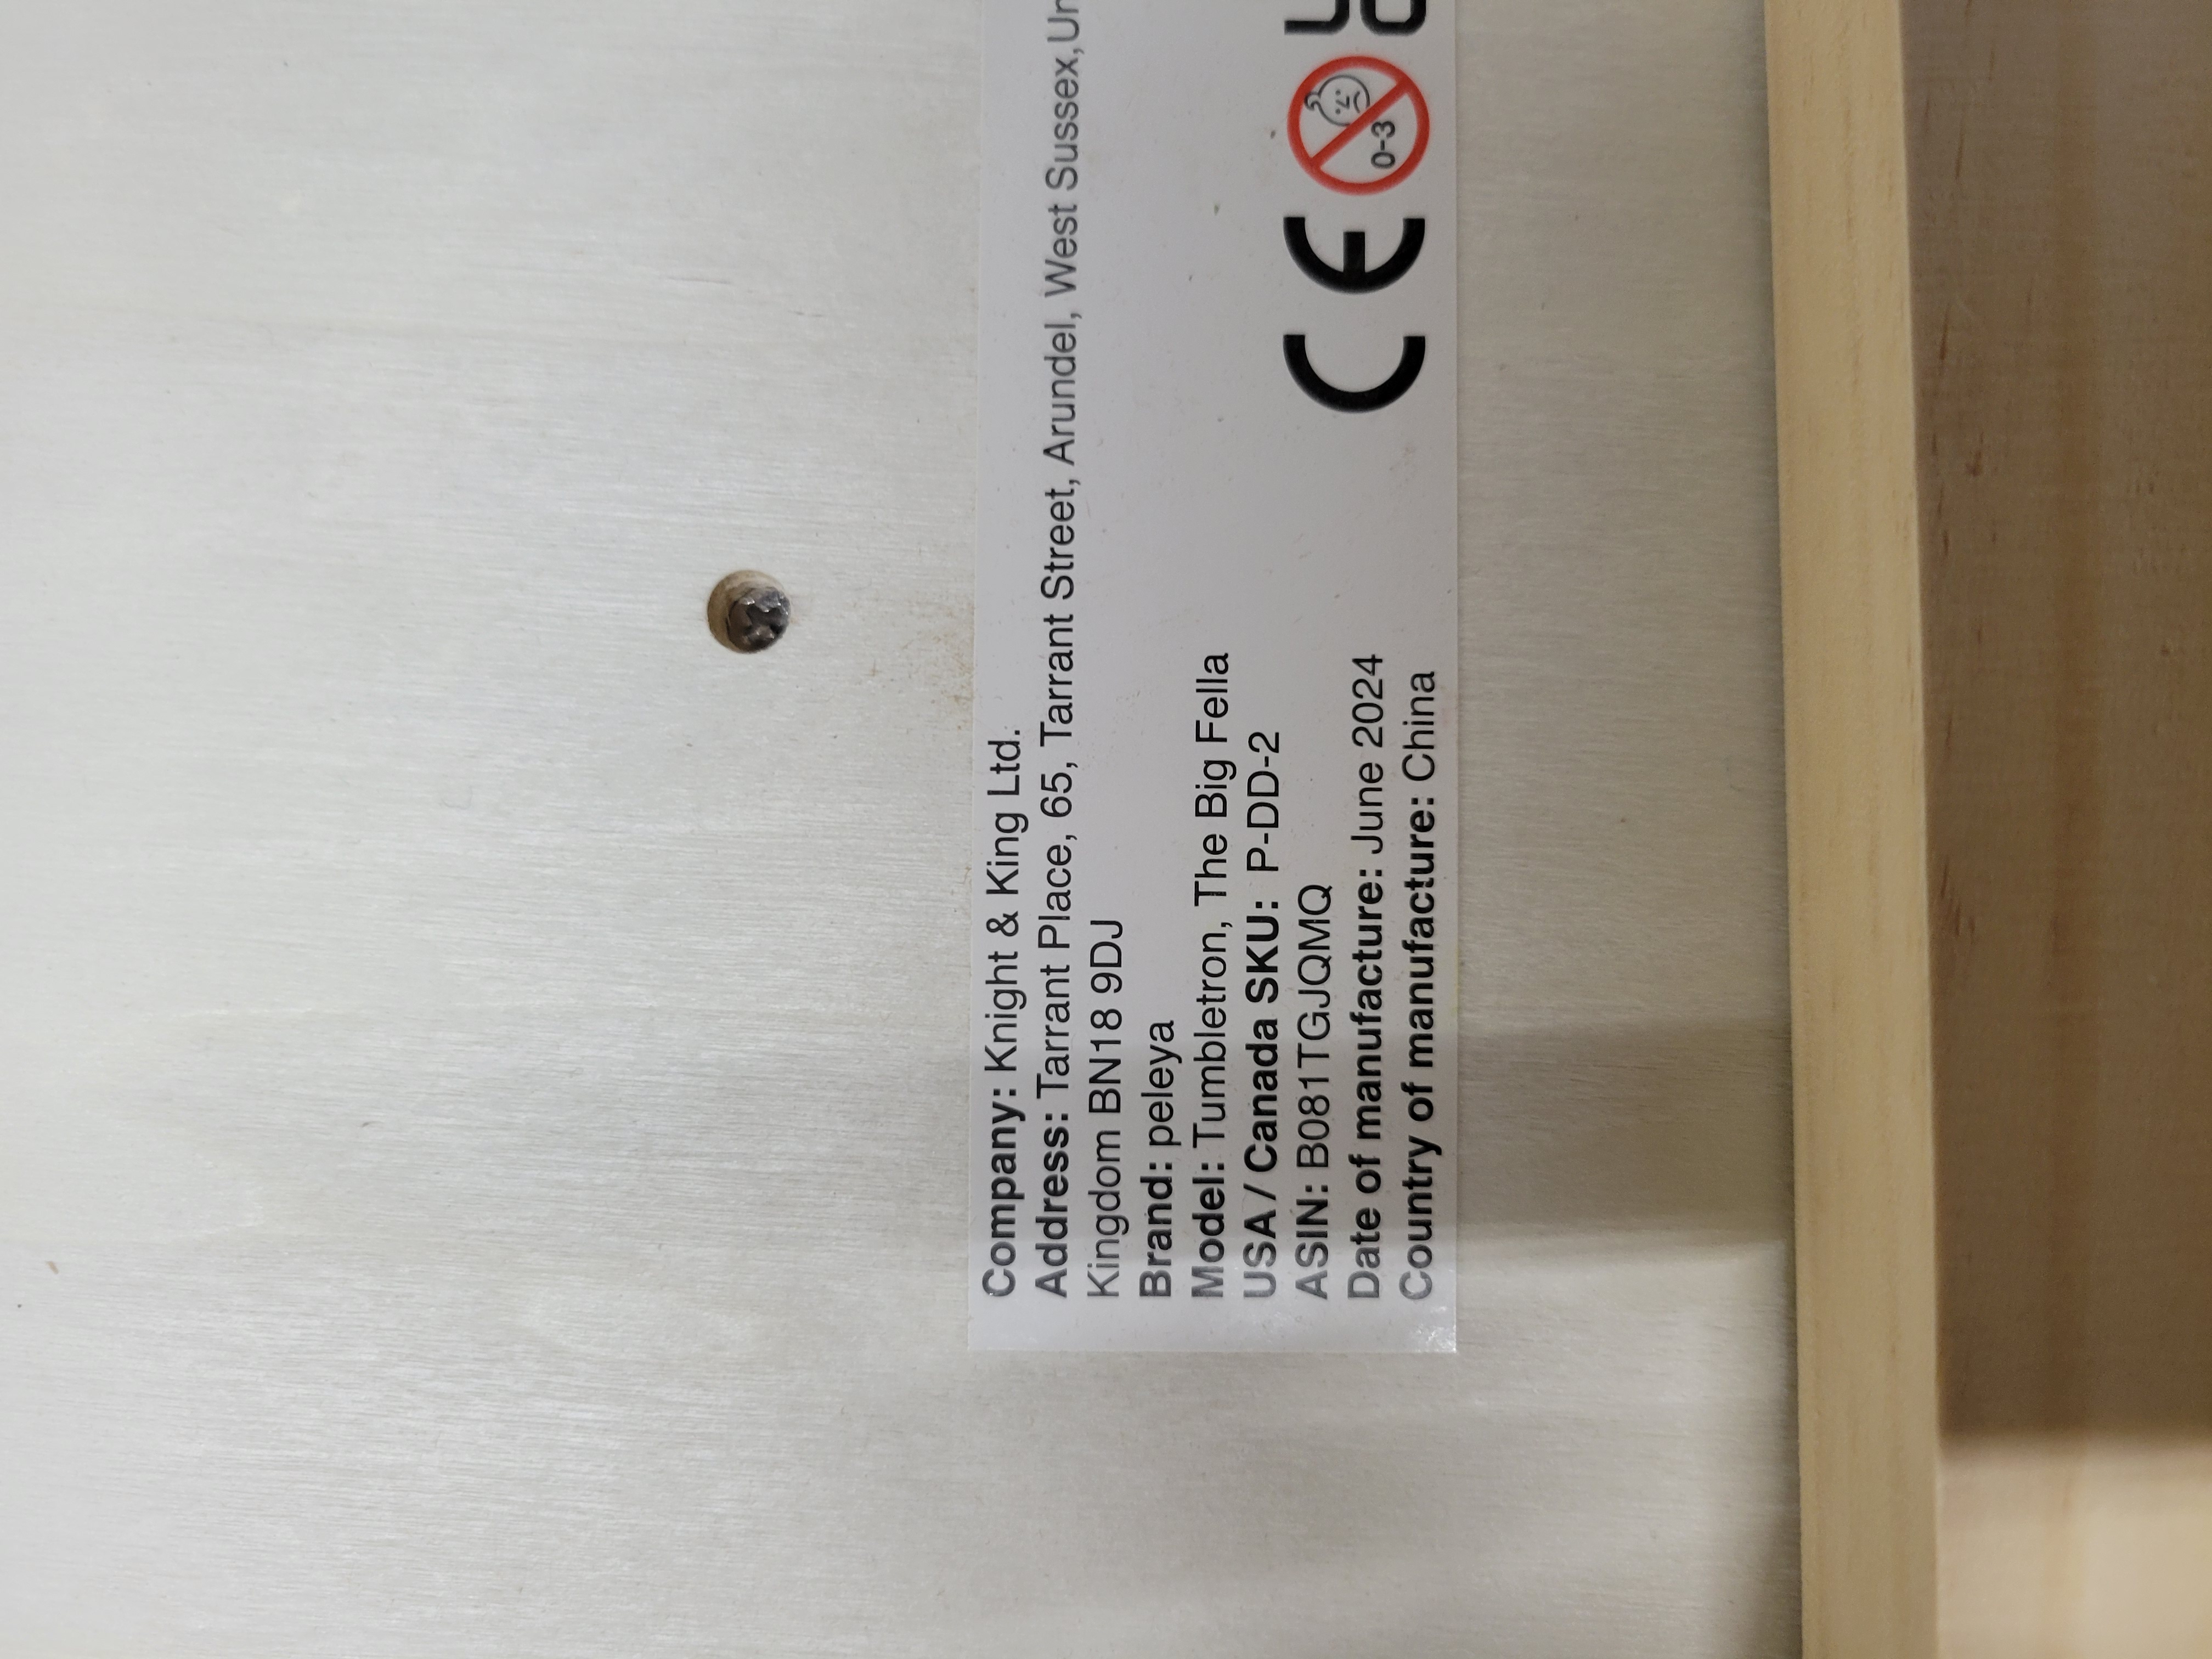 Company: Knight & King Ltd.
Address: Tarrant Place, 65, Tarrant Street, Arundel, West Sussex,
Kingdom BN18 9DJ
Brand: peleya
Model: Tumbletron, The Big Fella
USA / Canada SKU: P-DD-2
ASIN: B081TGJQMQ
Date of manufacture: June 2024
Country of manufacture: China
CE
0-3